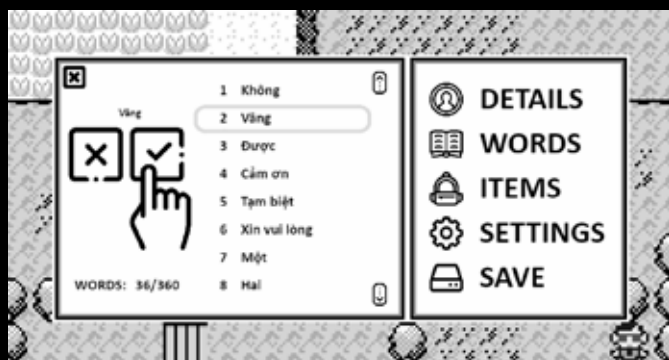 Vâng
WORDS: 36/360
1 Không
2 Vâng
3 Được
4 Cảm ơn
5 Tạm biệt
6 Xin vui lòng
7 Một
8 Hai
DETAILS
WORDS
ITEMS
SETTINGS
SAVE